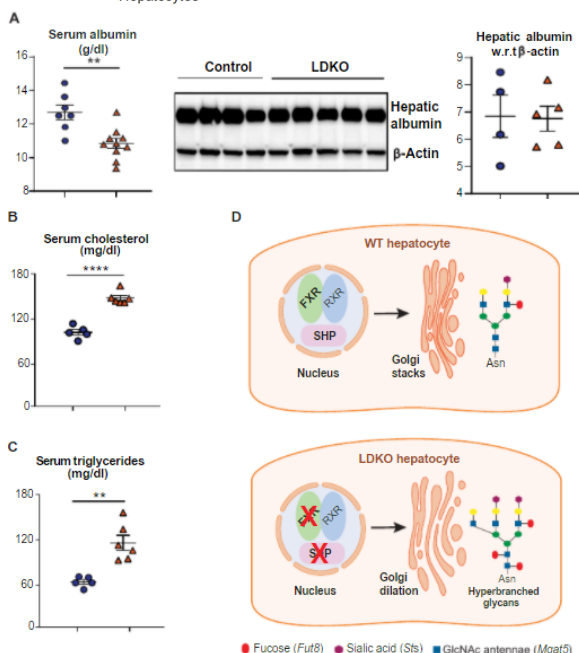 Hepatocytes
A
Serum albumin
(g/dl)
**
16
14
12
10
8
Control
LDKO
Hepatic
albumin
β-Actin
Hepatic albumin
w.r.tβ-actin
9
8
7
6
5
4
B
Serum cholesterol
(mg/dl)
****
180
120
60
0
C
Serum triglycerides
(mg/dl)
**
180
120
60
0
D
WT hepatocyte
FXR
RXR
SHP
Nucleus
Golgi
stacks
Asn
LDKO hepatocyte
FXR
RXR
SHP
Nucleus
Golgi
dilation
Asn
Hyperbranched
glycans
Fucose (Fut8)
Sialic acid (Sts)
GlcNAc antennae (Mgat5)